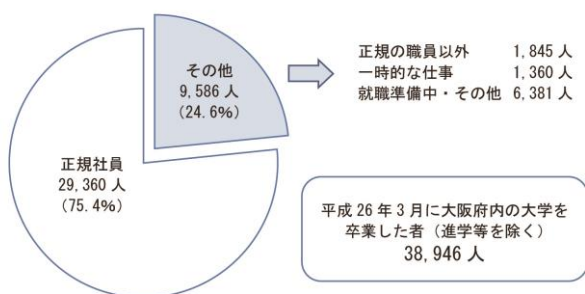 その他
9,586 人
(24.6%)
正規社員
29,360 人
(75.4%)
正規の職員以外 1,845 人
一時的な仕事 1,360 人
就職準備中・その他 6,381 人
平成 26 年 3 月に大阪府内の大学を
卒業した者（進学等を除く）
38,946 人